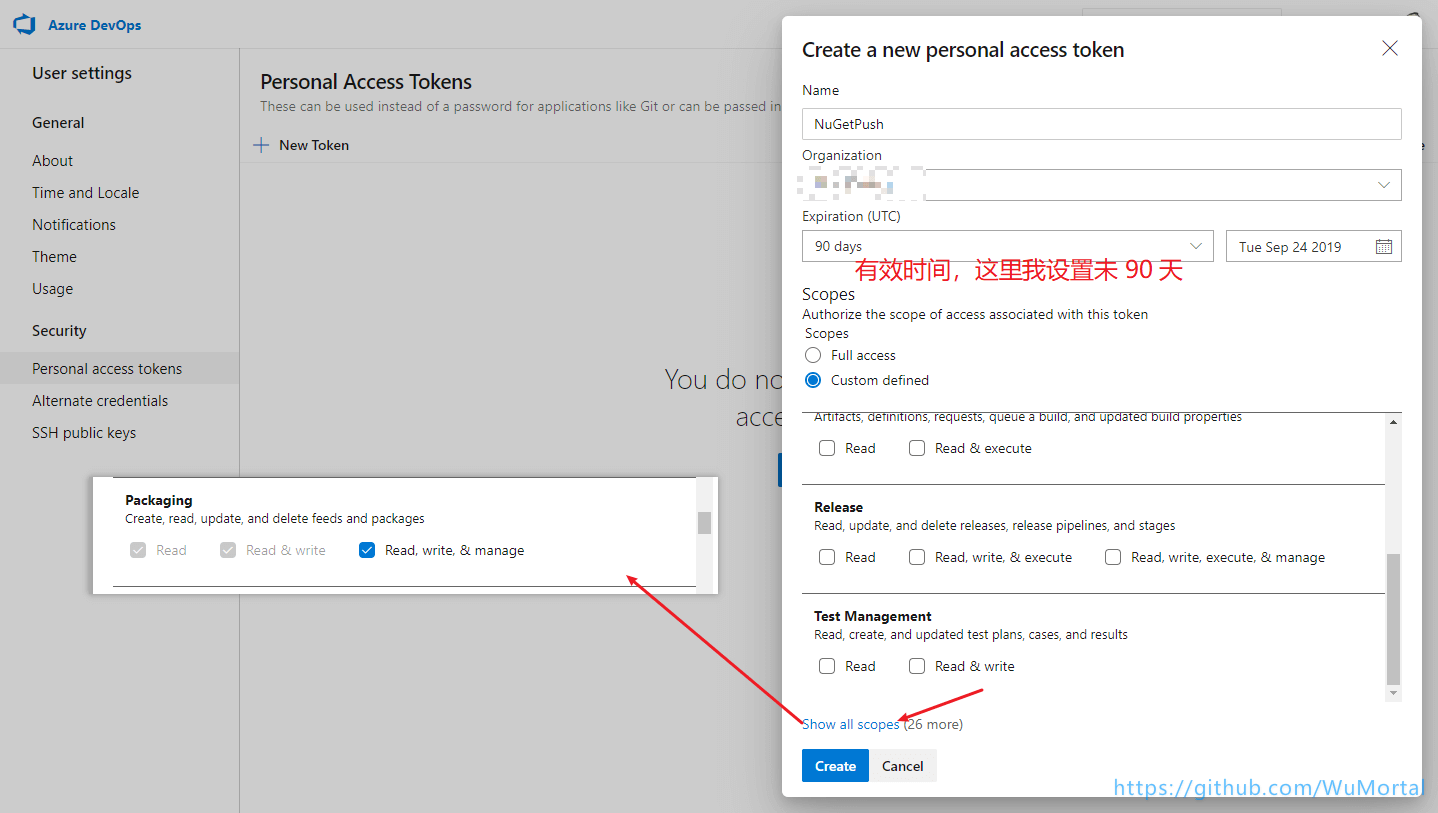 Azure DevOps
User settings
General
About
Time and Locale
Notifications
Theme
Usage
Security
Personal access tokens
Alternate credentials
SSH public keys
Personal Access Tokens
These can be used instead of a password for applications like Git or can be passed in
New Token
You do
acce
Packaging
Create, read, update, and delete feeds and packages
Read Read & write Read, write, & manage
Create a new personal access token
Name
NuGetPush
Organization
Expiration (UTC)
90 days Tue Sep 24 2019
有效时间，这里我设置未 90 天
Scopes
Authorize the scope of access associated with this token
Scopes
Full access
Custom defined
Artifacts, definitions, requests, queue a build, and updated build properties
Read Read & execute
Release
Read, update, and delete releases, release pipelines, and stages
Read Read, write, & execute Read, write, execute, & manage
Test Management
Read, create, and updated test plans, cases, and results
Read Read & write
Show all scopes (26 more)
Create Cancel
https://github.com/WuMortal